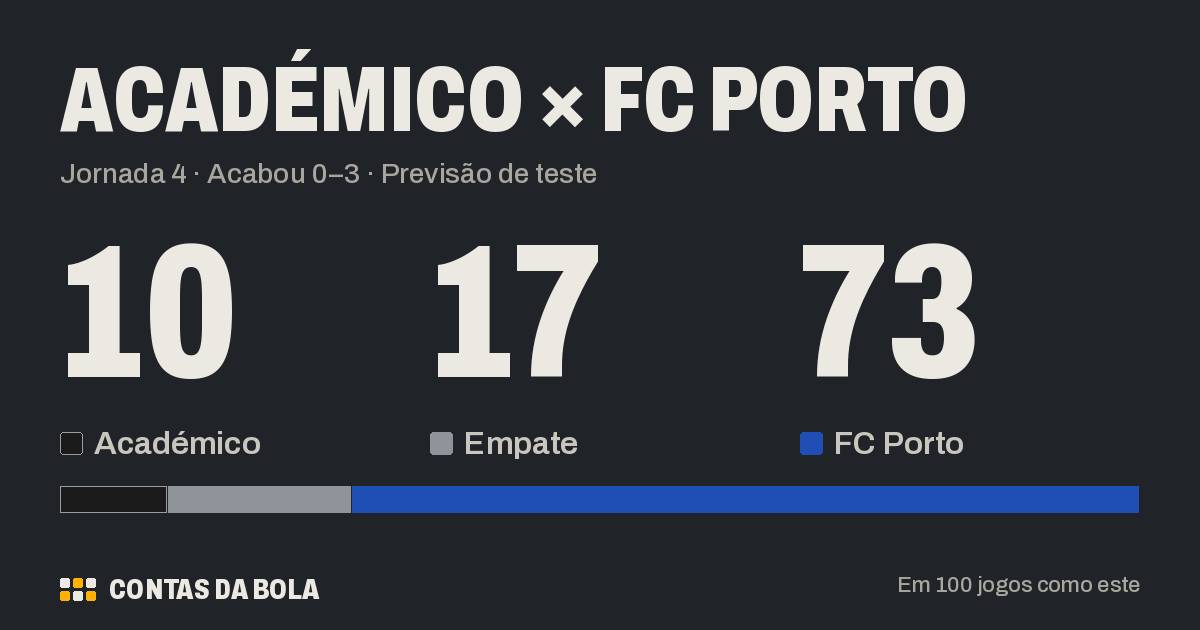 ACADÉMICO × FC PORTO
Jornada 4 · Acabou 0–3 · Previsão de teste
10 17 73
Académico Empate FC Porto
CONTAS DA BOLA
Em 100 jogos como este